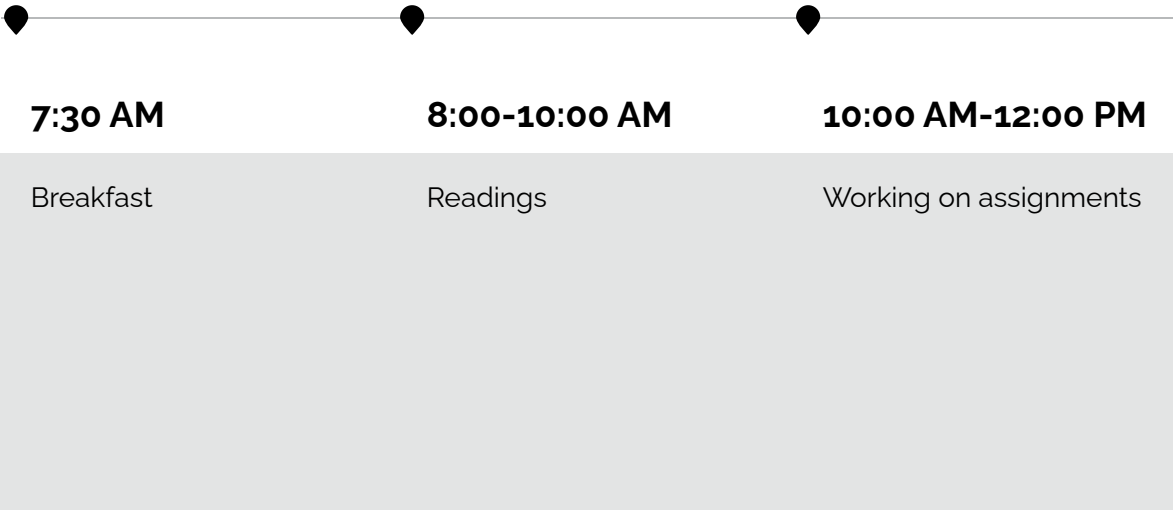 7:30 AM
Breakfast
8:00-10:00 AM
Readings
10:00 AM-12:00 PM
Working on assignments